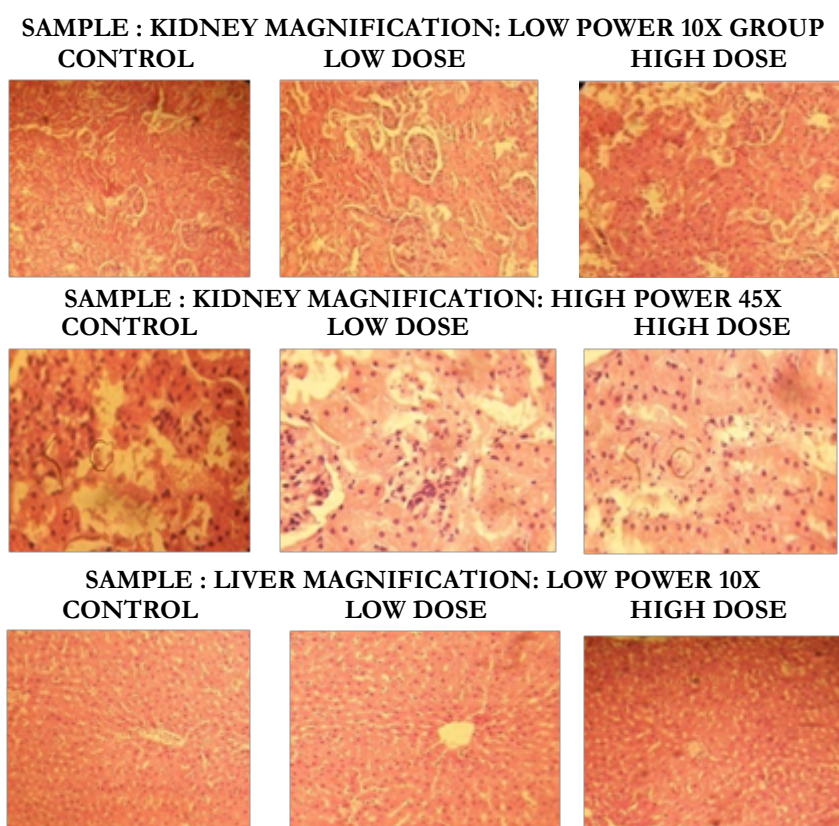 SAMPLE : KIDNEY MAGNIFICATION: LOW POWER 10X GROUP
CONTROL LOW DOSE HIGH DOSE
SAMPLE : KIDNEY MAGNIFICATION: HIGH POWER 45X
CONTROL LOW DOSE HIGH DOSE
SAMPLE : LIVER MAGNIFICATION: LOW POWER 10X
CONTROL LOW DOSE HIGH DOSE